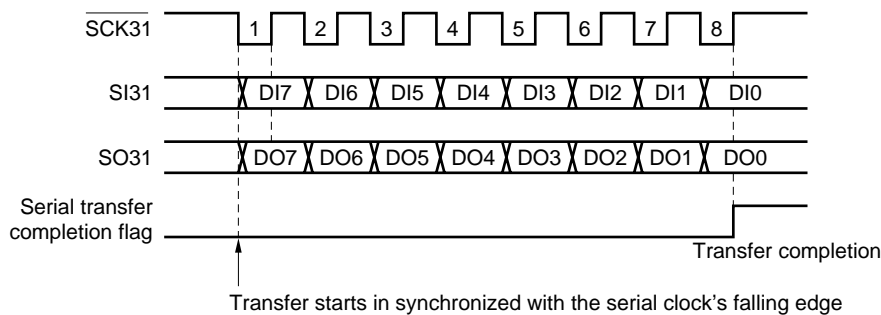 SCK31 1 2 3 4 5 6 7 8
SI31 DI7 DI6 DI5 DI4 DI3 DI2 DI1 DI0
SO31 DO7 DO6 DO5 DO4 DO3 DO2 DO1 DO0
Serial transfer
completion flag
Transfer completion
Transfer starts in synchronized with the serial clock's falling edge